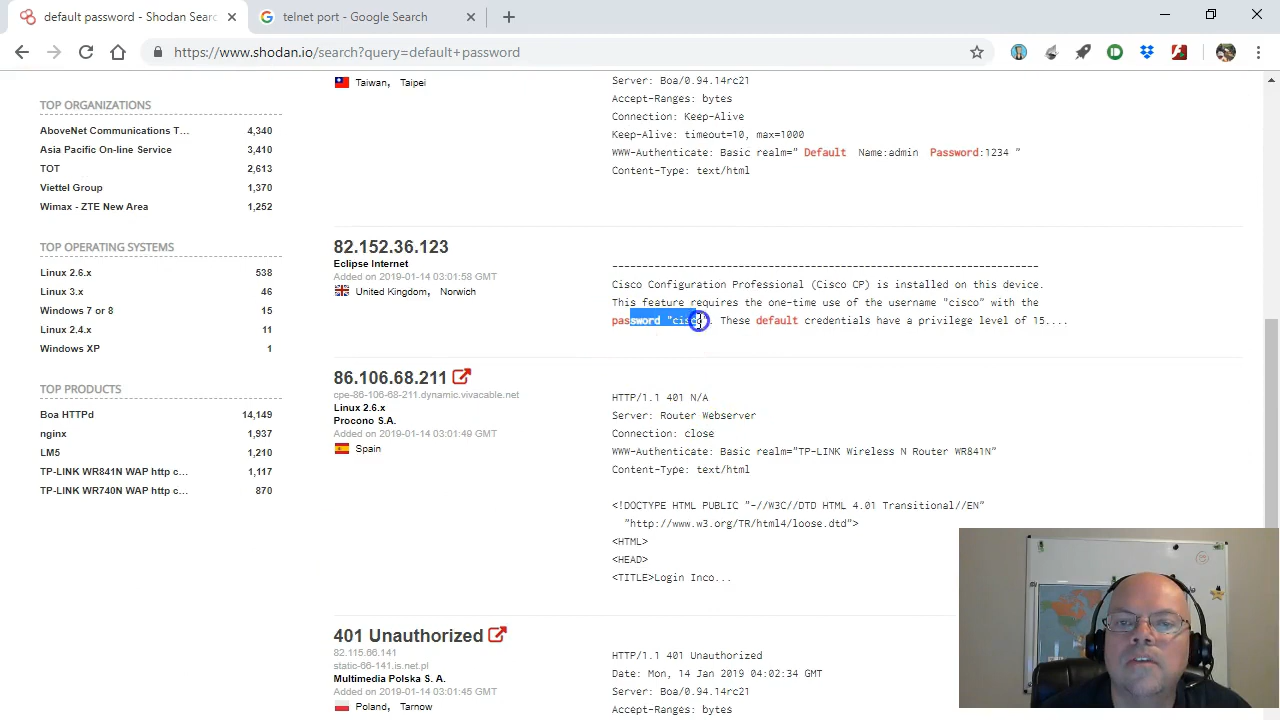 default password - Shodan Searc
telnet port - Google Search
https://www.shodan.io/search?query=default+password
TOP ORGANIZATIONS
AboveNet Communications T... 4,340
Asia Pacific On-line Service 3,410
TOT 2,613
Viettel Group 1,370
Wimax - ZTE New Area 1,252
TOP OPERATING SYSTEMS
Linux 2.6.x 538
Linux 3.x 46
Windows 7 or 8 15
Linux 2.4.x 11
Windows XP 1
TOP PRODUCTS
Boa HTTPd 14,149
nginx 1,937
LM5 1,210
TP-LINK WR841N WAP http c... 1,117
TP-LINK WR740N WAP http c... 870
Taiwan, Taipei
Server: Boa/0.94.14rc21
Accept-Ranges: bytes
Connection: Keep-Alive
Keep-Alive: timeout=10, max=1000
WWW-Authenticate: Basic realm=" Default Name:admin Password:1234 "
Content-Type: text/html
82.152.36.123
Eclipse Internet
Added on 2019-01-14 03:01:58 GMT
United Kingdom, Norwich
-----------------------------------------------------------------------
Cisco Configuration Professional (Cisco CP) is installed on this device.
This feature requires the one-time use of the username "cisco" with the
password "cisco". These default credentials have a privilege level of 15....
86.106.68.211
cpe-86-106-68-211.dynamic.vivacable.net
Linux 2.6.x
Procono S.A.
Added on 2019-01-14 03:01:49 GMT
Spain
HTTP/1.1 401 N/A
Server: Router Webserver
Connection: close
WWW-Authenticate: Basic realm="TP-LINK Wireless N Router WR841N"
Content-Type: text/html
<!DOCTYPE HTML PUBLIC "-//W3C//DTD HTML 4.01 Transitional//EN"
"http://www.w3.org/TR/html4/loose.dtd">
<HTML>
<HEAD>
<TITLE>Login Inco...
401 Unauthorized
82.115.66.141
static-66-141.is.net.pl
Multimedia Polska S. A.
Added on 2019-01-14 03:01:45 GMT
Poland, Tarnow
HTTP/1.1 401 Unauthorized
Date: Mon, 14 Jan 2019 04:02:34 GMT
Server: Boa/0.94.14rc21
Accept-Ranges: bytes